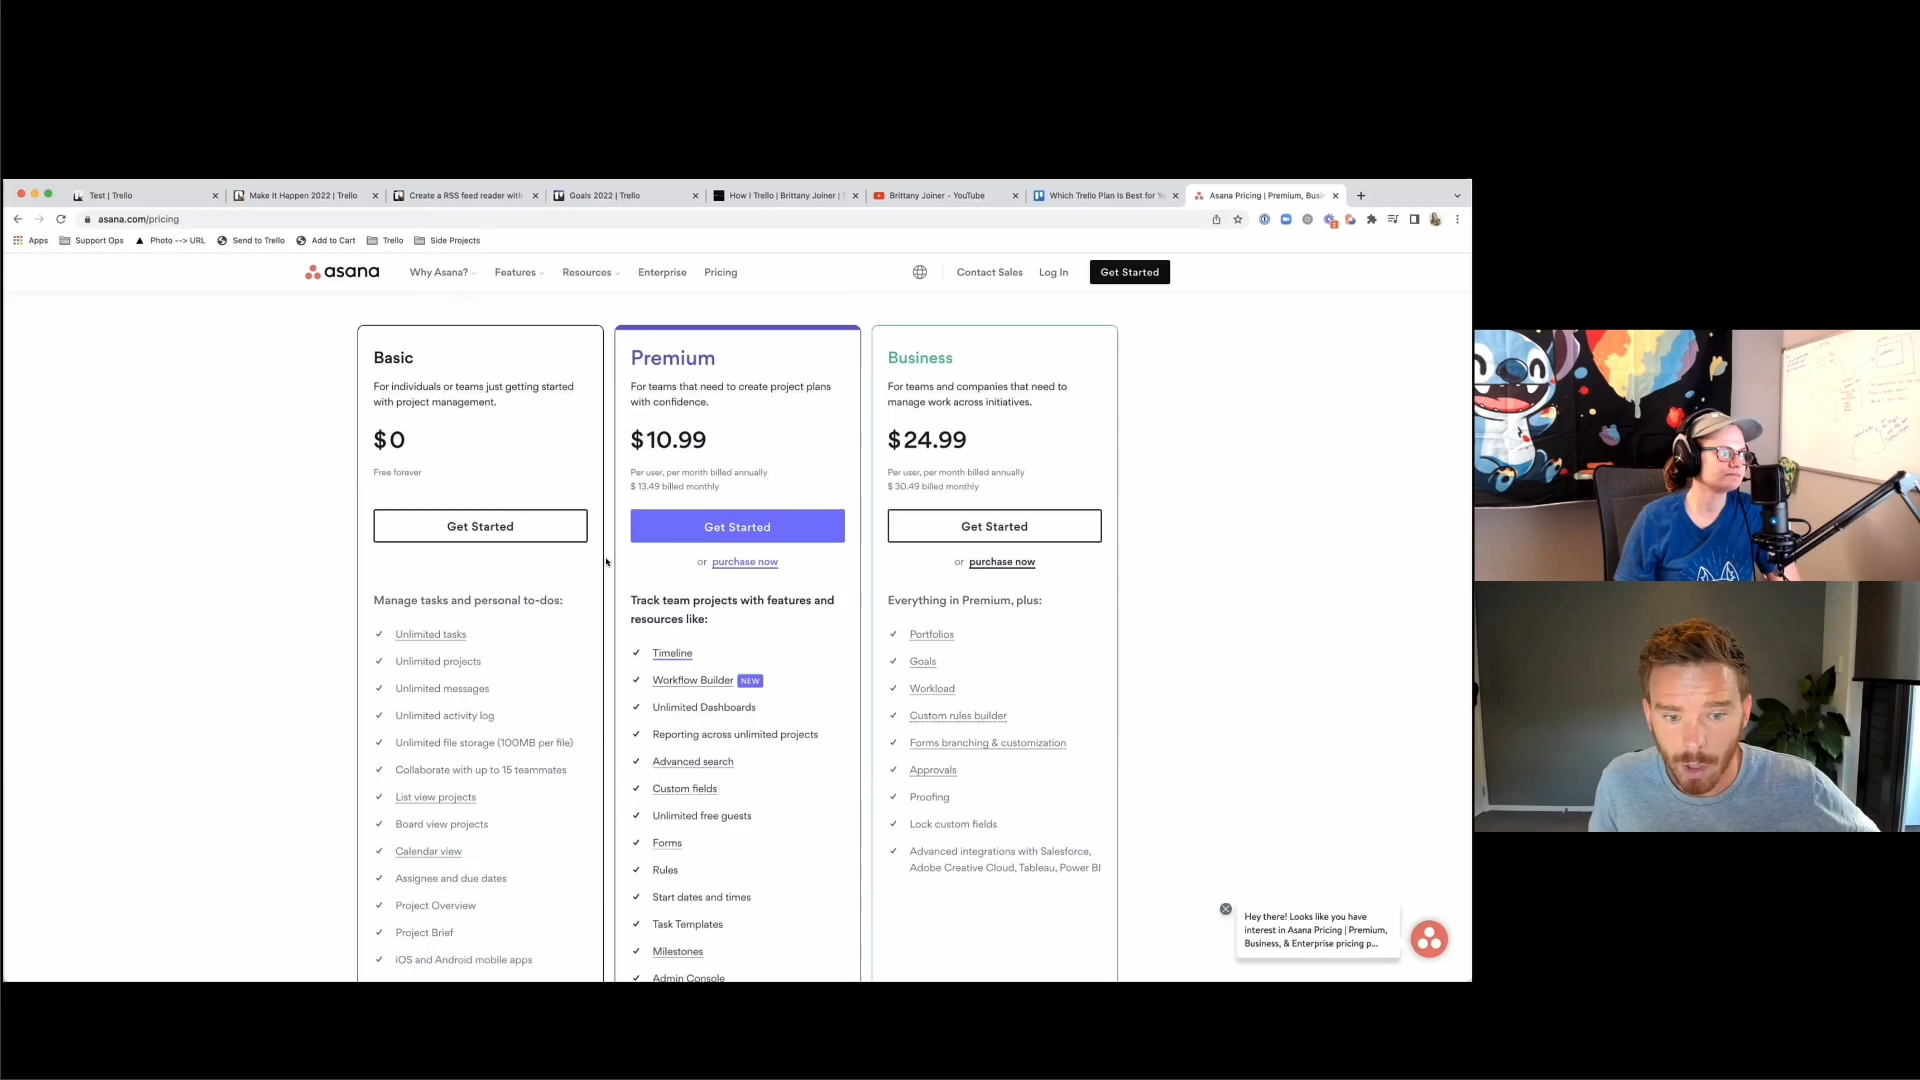 Test | Trello
Make It Happen 2022 | Trello
Create a RSS feed reader with
Goals 2022 | Trello
How I Trello | Brittany Joiner |
Brittany Joiner - YouTube
Which Trello Plan Is Best for Y
Asana Pricing | Premium, Busin
asana.com/pricing
Apps
Support Ops
Photo --> URL
Send to Trello
Add to Cart
Trello
Side Projects
asana
Why Asana?
Features
Resources
Enterprise
Pricing
Contact Sales
Log In
Get Started
Basic
For individuals or teams just getting started
with project management.
$0
Free forever
Get Started
Manage tasks and personal to-dos:
Unlimited tasks
Unlimited projects
Unlimited messages
Unlimited activity log
Unlimited file storage (100MB per file)
Collaborate with up to 15 teammates
List view projects
Board view projects
Calendar view
Assignee and due dates
Project Overview
Project Brief
iOS and Android mobile apps
Premium
For teams that need to create project plans
with confidence.
$10.99
Per user, per month billed annually
$ 13.49 billed monthly
Get Started
or purchase now
Track team projects with features and
resources like:
Timeline
Workflow Builder NEW
Unlimited Dashboards
Reporting across unlimited projects
Advanced search
Custom fields
Unlimited free guests
Forms
Rules
Start dates and times
Task Templates
Milestones
Admin Console
Business
For teams and companies that need to
manage work across initiatives.
$24.99
Per user, per month billed annually
$ 30.49 billed monthly
Get Started
or purchase now
Everything in Premium, plus:
Portfolios
Goals
Workload
Custom rules builder
Forms branching & customization
Approvals
Proofing
Lock custom fields
Advanced integrations with Salesforce,
Adobe Creative Cloud, Tableau, Power BI
Hey there! Looks like you have
interest in Asana Pricing | Premium,
Business, & Enterprise pricing p...